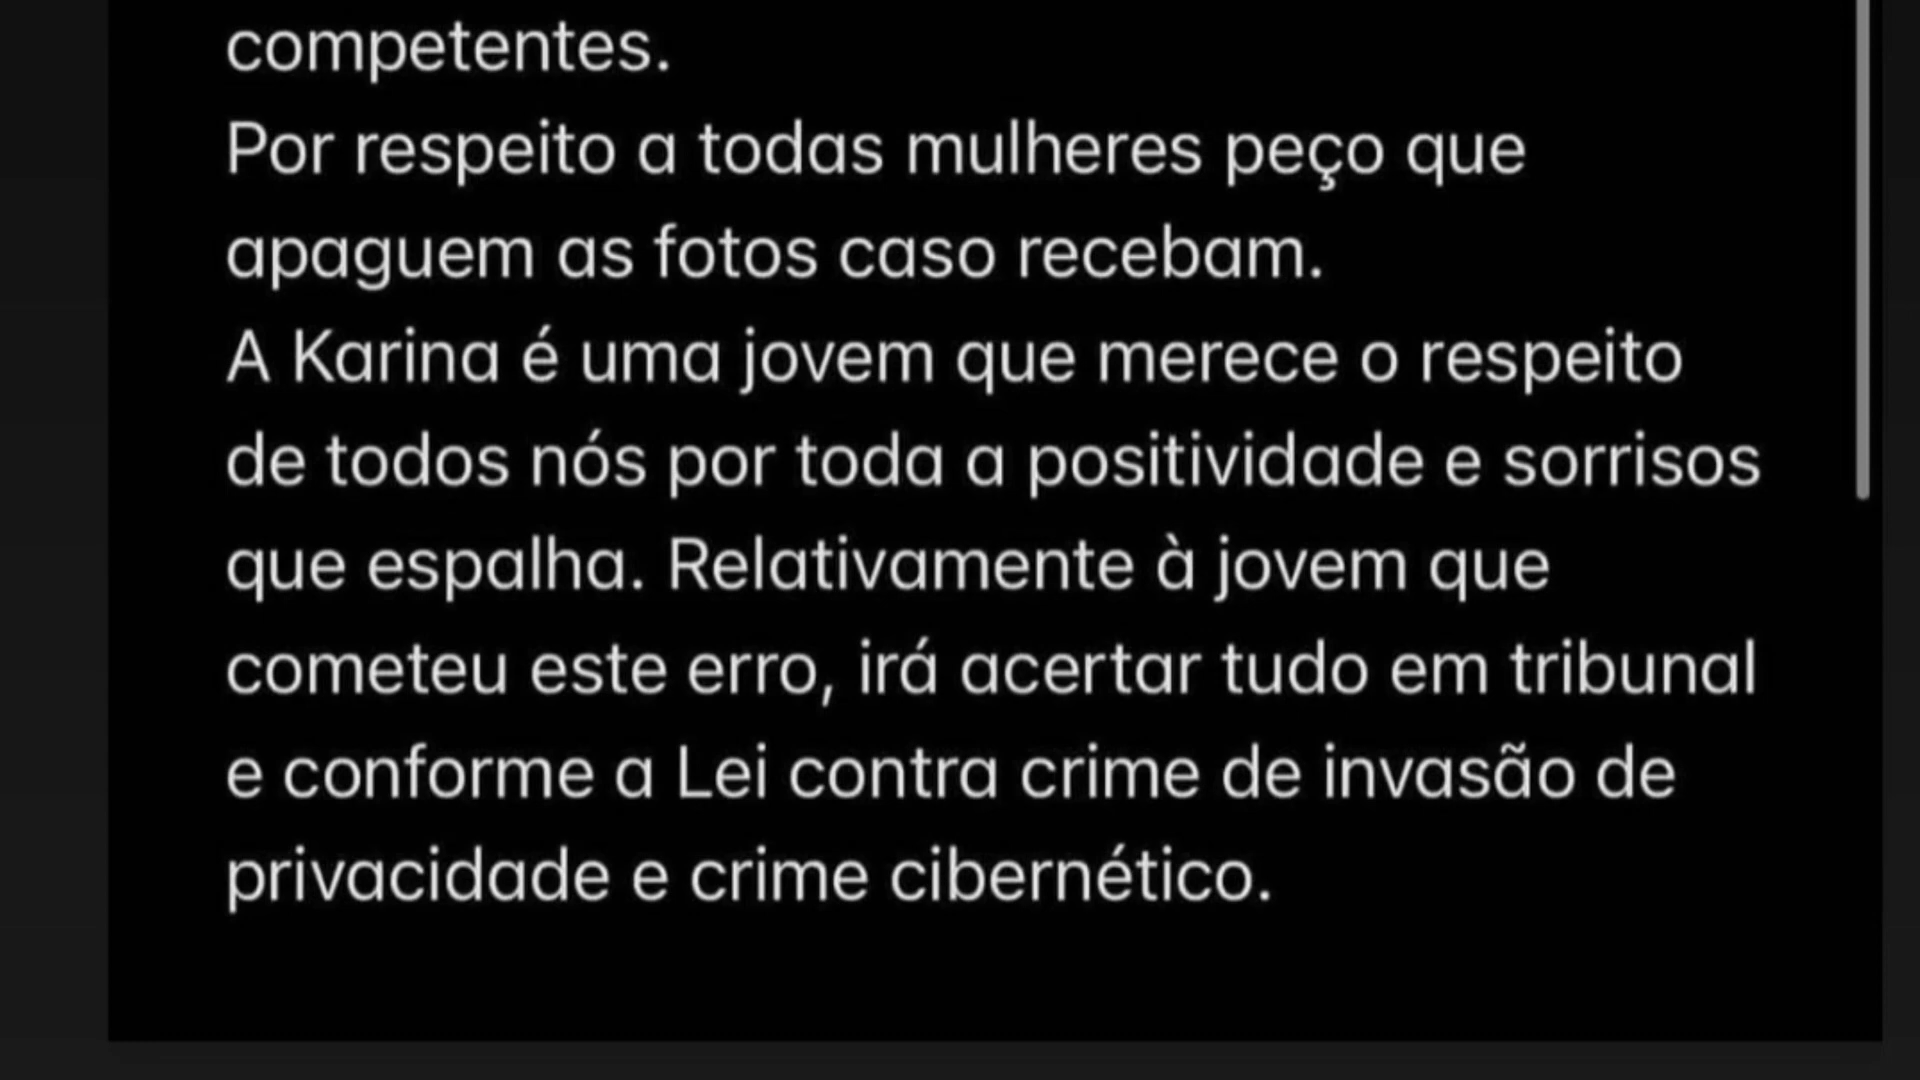 competentes.
Por respeito a todas mulheres peço que
apaguem as fotos caso recebam.
A Karina é uma jovem que merece o respeito
de todos nós por toda a positividade e sorrisos
que espalha. Relativamente à jovem que
cometeu este erro, irá acertar tudo em tribunal
e conforme a Lei contra crime de invasão de
privacidade e crime cibernético.